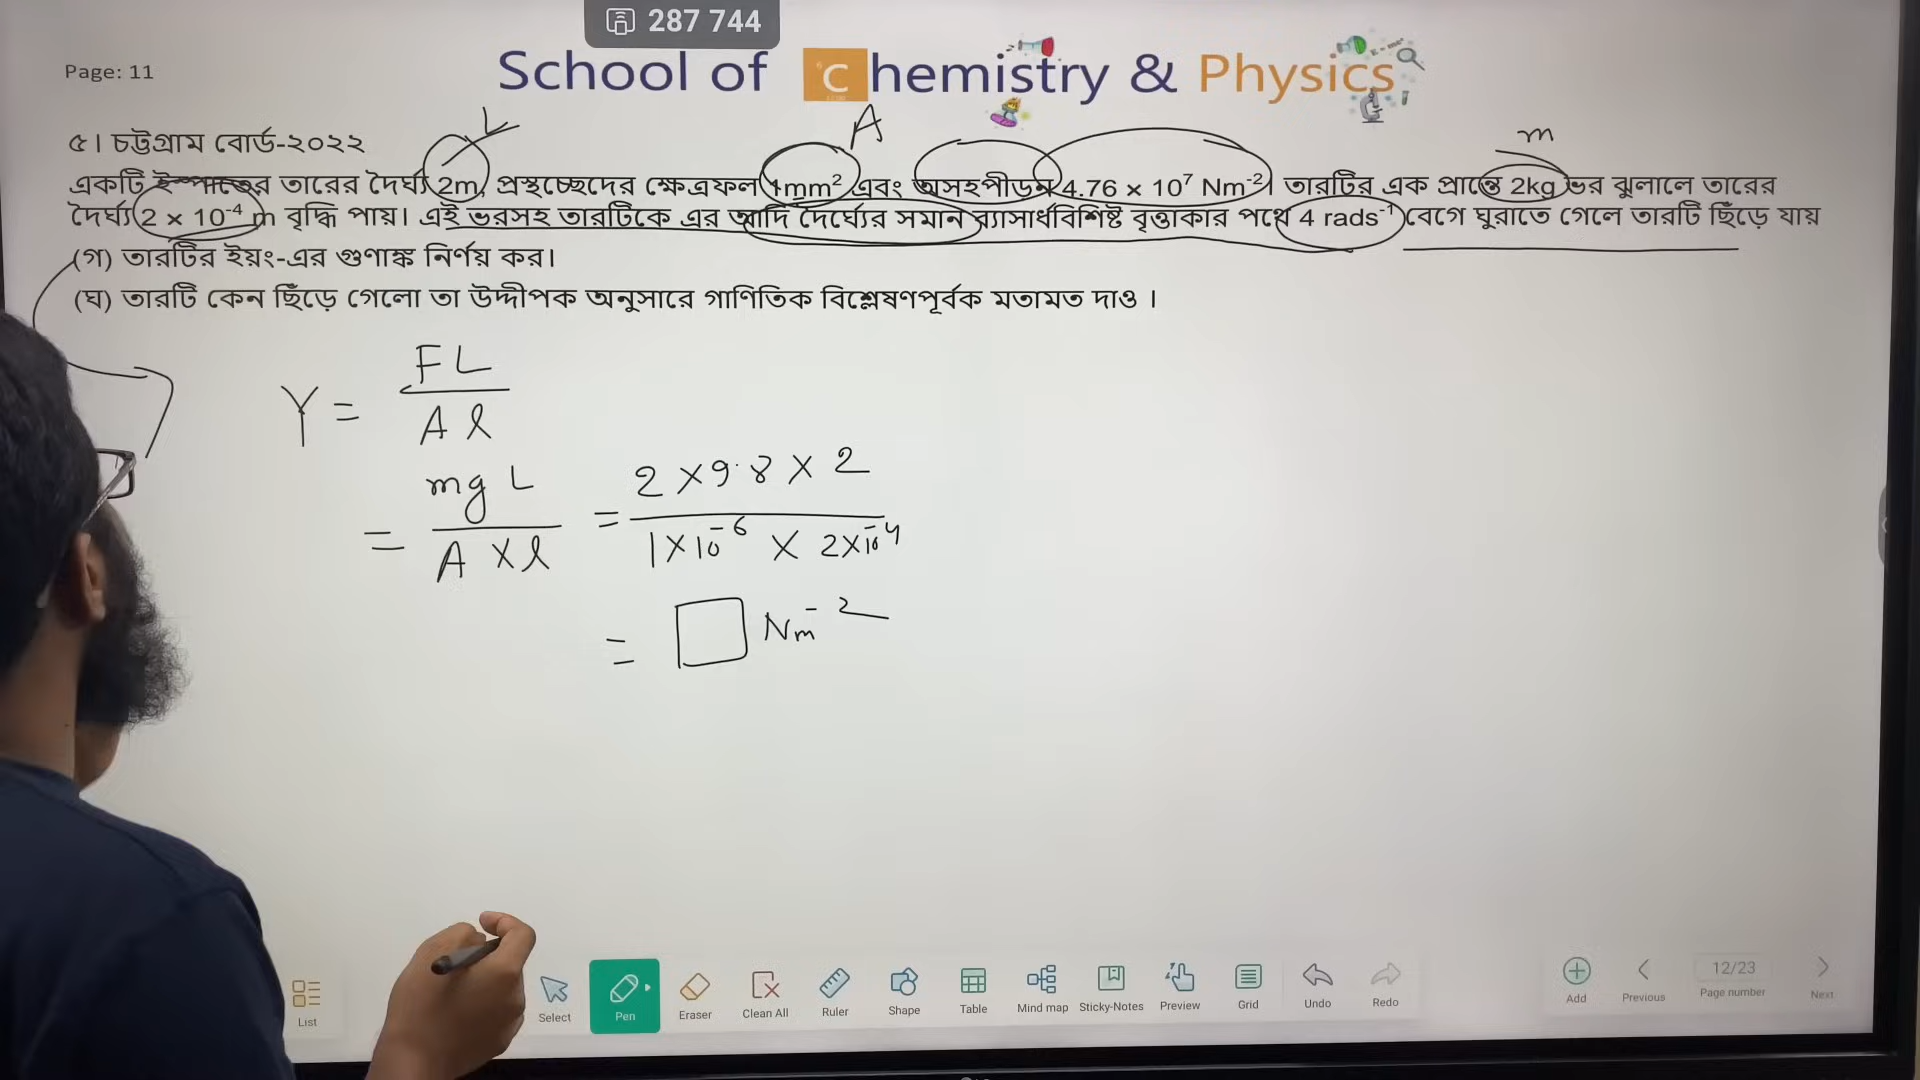 287 744
Page: 11
School of Chemistry & Physics
৫। চট্টগ্রাম বোর্ড-২০২২
L
A
m
একটি ইস্পাতের তারের দৈর্ঘ্য 2m, প্রস্থচ্ছেদের ক্ষেত্রফল 1mm² এবং অসহপীড়ন 4.76 × 10⁷ Nm⁻²। তারটির এক প্রান্তে 2kg ভর ঝুলালে তারের
দৈর্ঘ্য 2 × 10⁻⁴ m বৃদ্ধি পায়। এই ভরসহ তারটিকে এর আদি দৈর্ঘ্যের সমান ব্যাসার্ধবিশিষ্ট বৃত্তাকার পথে 4 rads⁻¹ বেগে ঘুরাতে গেলে তারটি ছিঁড়ে যায়
(গ) তারটির ইয়ং-এর গুণাঙ্ক নির্ণয় কর।
(ঘ) তারটি কেন ছিঁড়ে গেলো তা উদ্দীপক অনুসারে গাণিতিক বিশ্লেষণপূর্বক মতামত দাও ।
Y = FL / A l
= mg L / A × l = 2 × 9.8 × 2 / 1 × 10⁻⁶ × 2×10⁻⁴
= □ Nm⁻²
List
Select
Pen
Eraser
Clean All
Ruler
Shape
Table
Mind map
Sticky-Notes
Preview
Grid
Undo
Redo
Add
Previous
12/23
Page number
Next